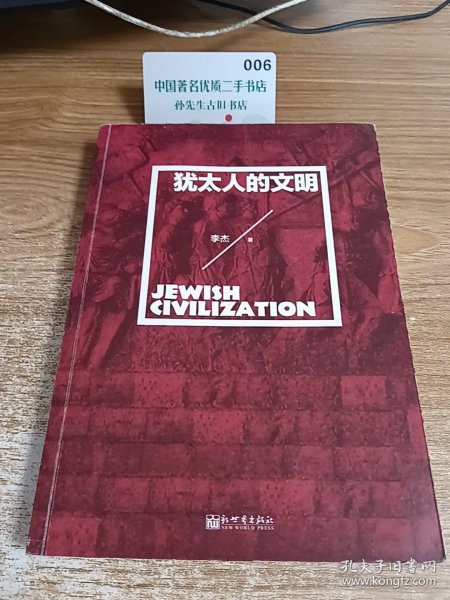 006
中国著名优质二手书店
孙先生古旧书店
犹太人的文明
李杰 著
JEWISH
CIVILIZATION
新世界出版社
NEW WORLD PRESS
孔夫子旧书网
www.kongfz.com